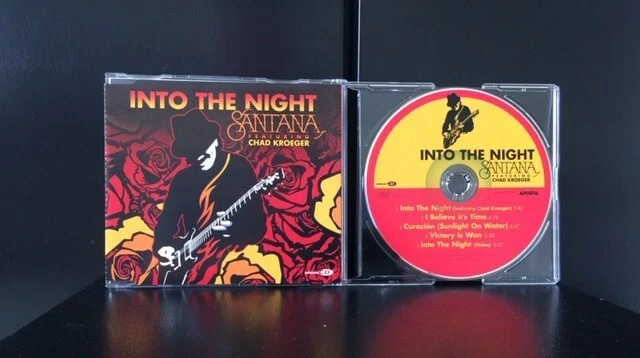 INTO THE NIGHT
SANTANA
FEATURING
CHAD KROEGER
INTO THE NIGHT
SANTANA
FEATURING
CHAD KROEGER
ARISTA
Into The Night (featuring Chad Kroeger)
I Believe It's Time
Curación (Sunlight On Water)
Victory Is Won
Into The Night (Video)